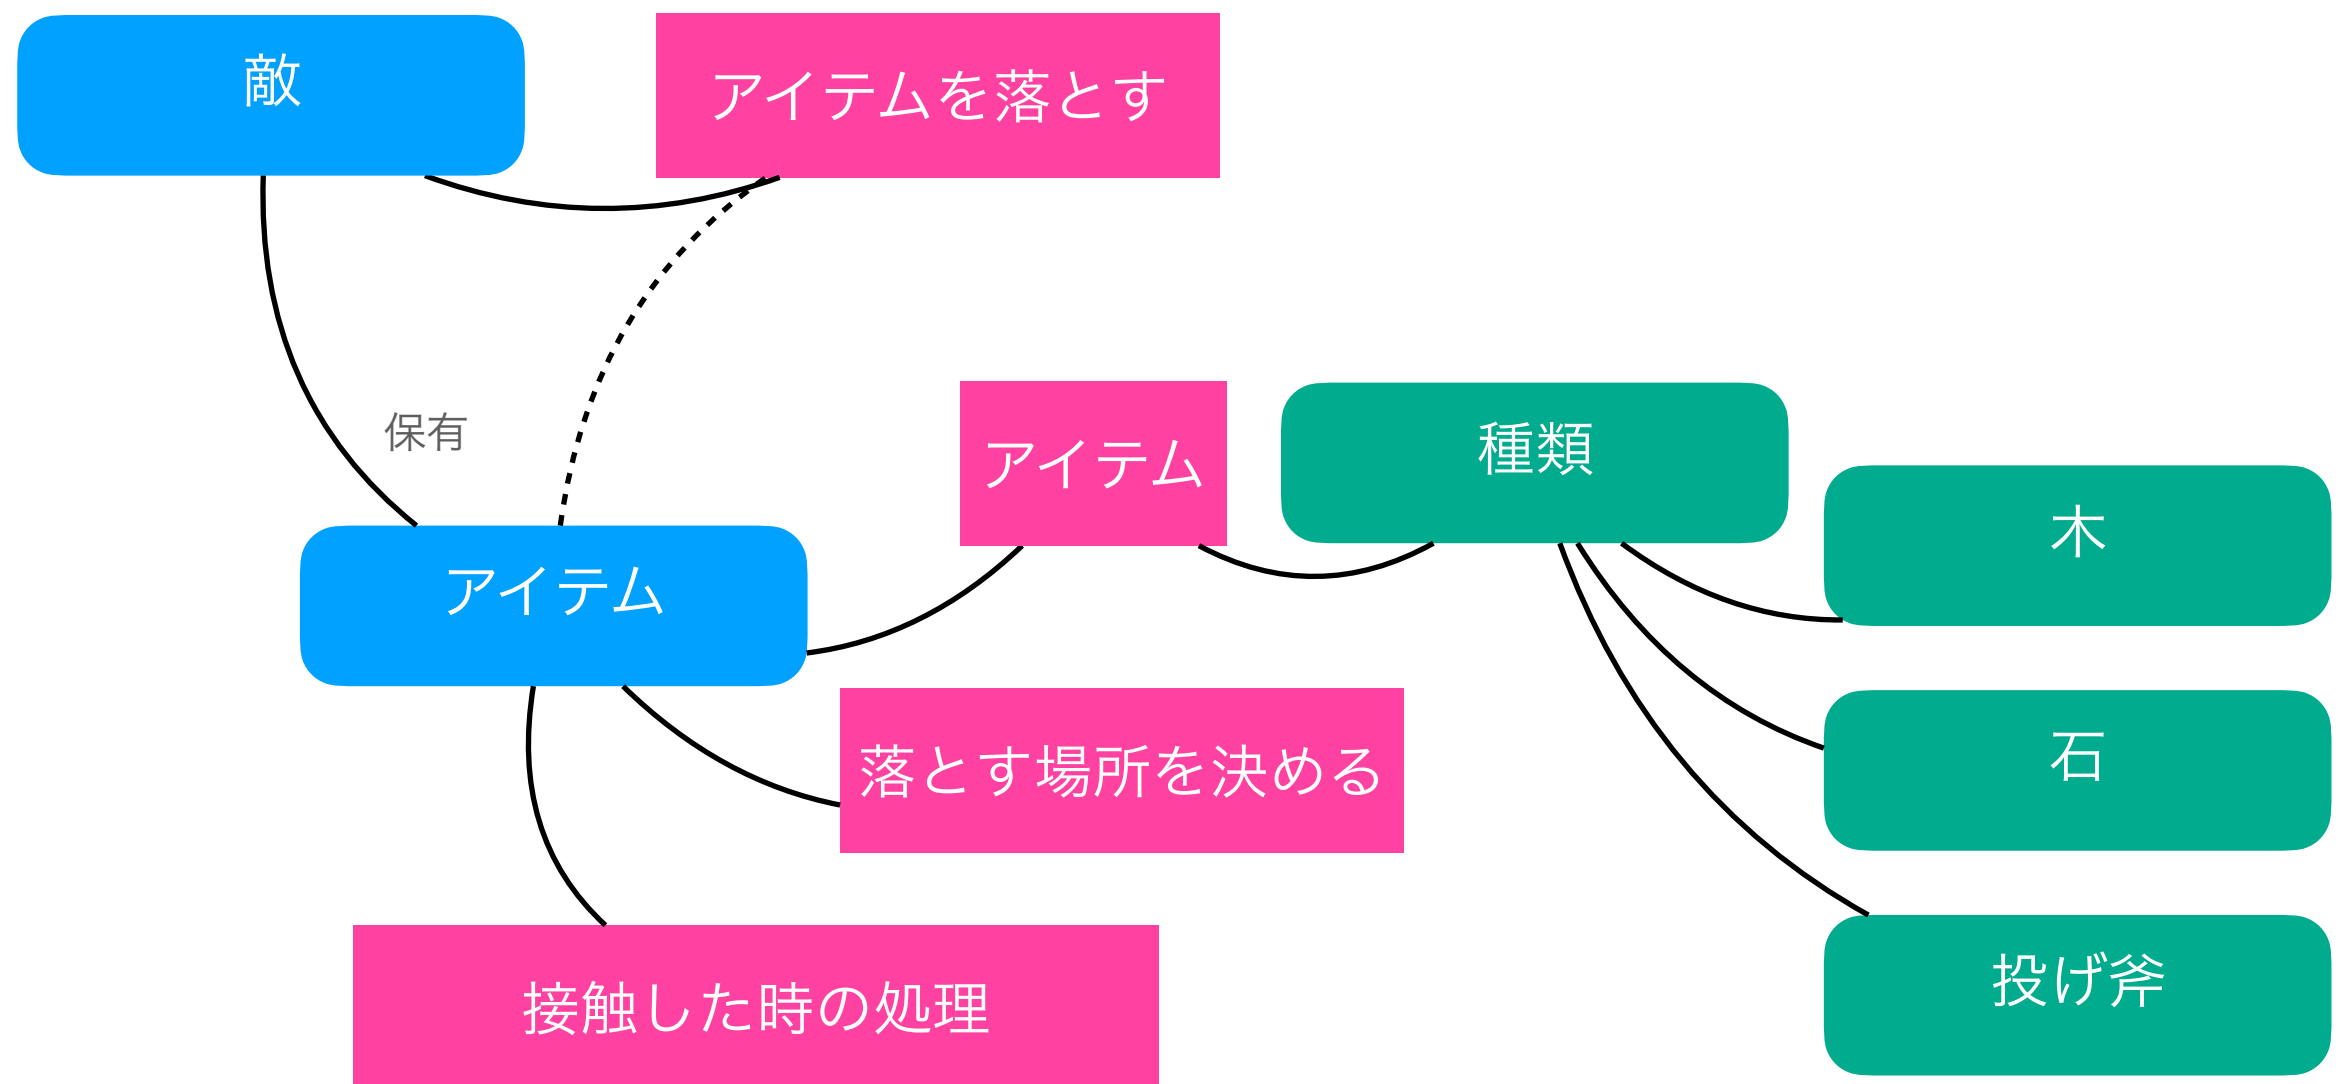 敵
アイテムを落とす
保有
アイテム
種類
木
アイテム
石
落とす場所を決める
投げ斧
接触した時の処理